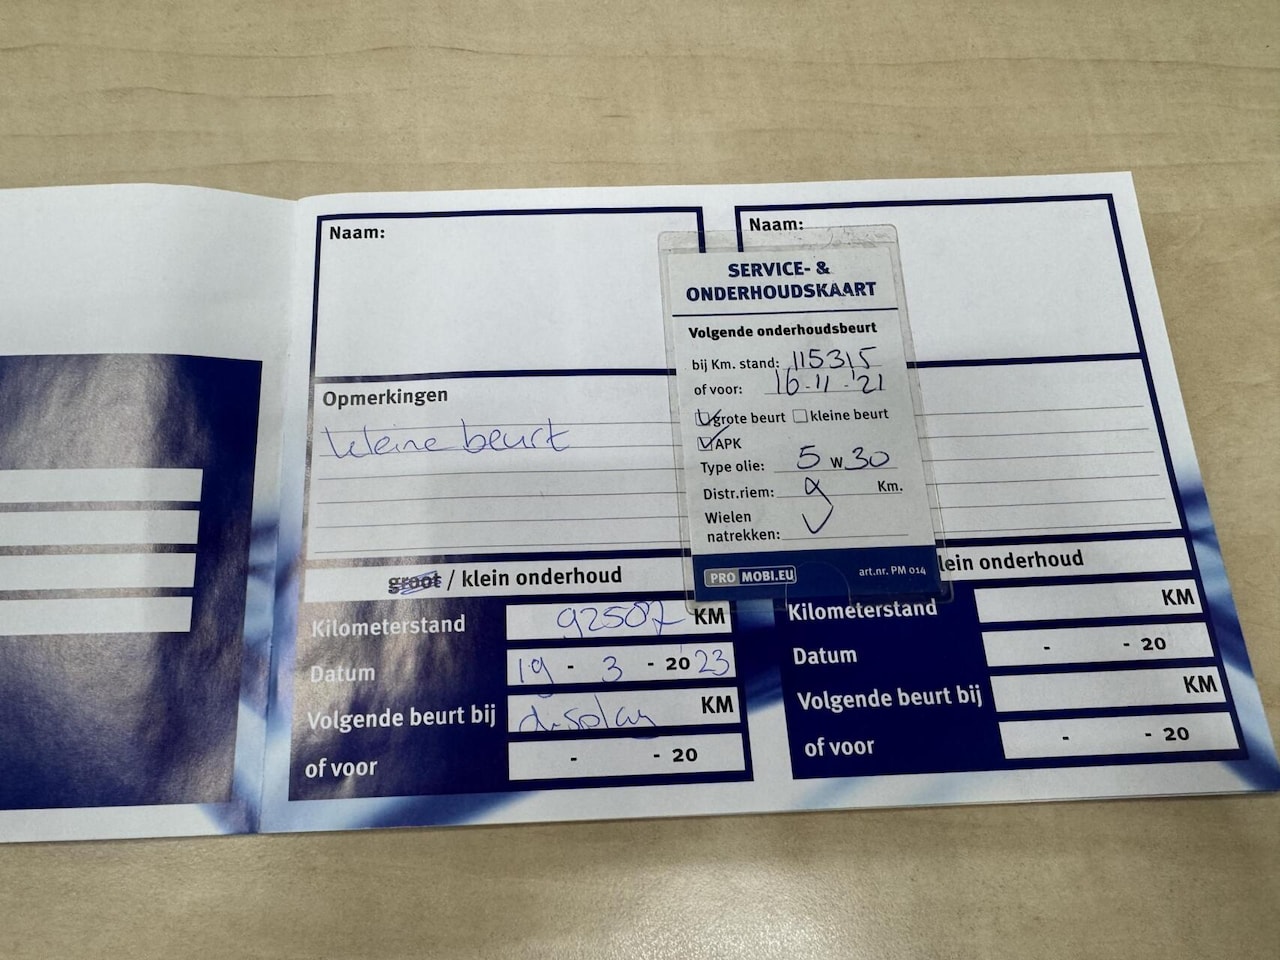 Naam:
Opmerkingen
kleine beurt
groot / klein onderhoud
Kilometerstand 92507 KM
Datum 19 - 3 - 2023
Volgende beurt bij display KM
of voor - - 20
SERVICE- &
ONDERHOUDSKAART
Volgende onderhoudsbeurt
bij Km. stand: 115315
of voor: 16-11-'21
grote beurt kleine beurt
APK
Type olie: 5 W 30
Distr.riem: Km.
Wielen
natrekken:
PROMOBI.EU art.nr. PM 014
Naam:
klein onderhoud
Kilometerstand KM
Datum - - 20
Volgende beurt bij KM
of voor - - 20